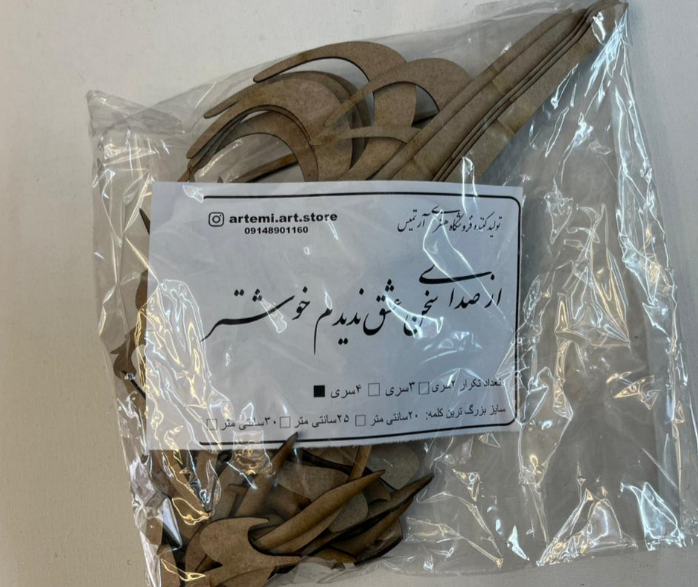 artemi.art.store
09148901160
تولید کننده و فروشگاه هنری آرتمیس
از صدای سخن عشق ندیدم خوشتر
تعداد تکرار ۲سری □ ۳سری □ ۴سری ■
سایز بزرگ ترین کلمه: ۲۰سانتی متر □ ۲۵سانتی متر □ ۳۰سانتی متر □